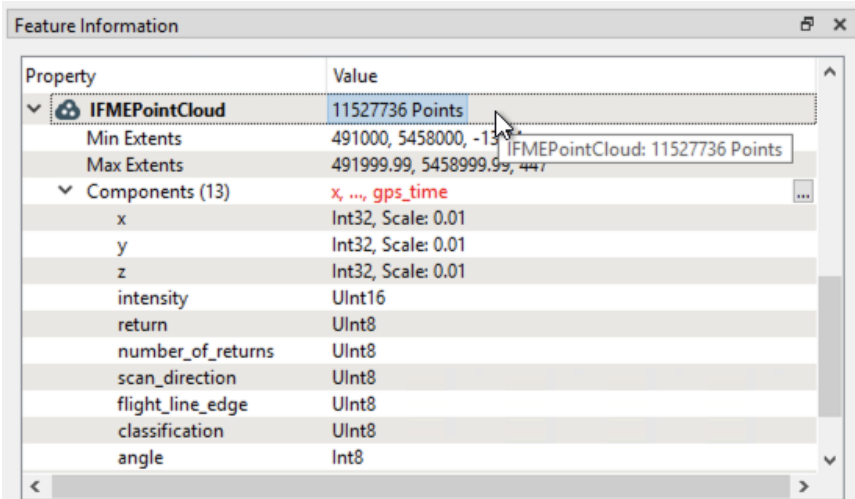 Feature Information
Property Value
IFMEPointCloud 11527736 Points
Min Extents 491000, 5458000,
IFMEPointCloud: 11527736 Points
Max Extents 491999.99, 5458999.99, 447
Components (13) x, ..., gps_time ...
x Int32, Scale: 0.01
y Int32, Scale: 0.01
z Int32, Scale: 0.01
intensity UInt16
return UInt8
number_of_returns UInt8
scan_direction UInt8
flight_line_edge UInt8
classification UInt8
angle Int8